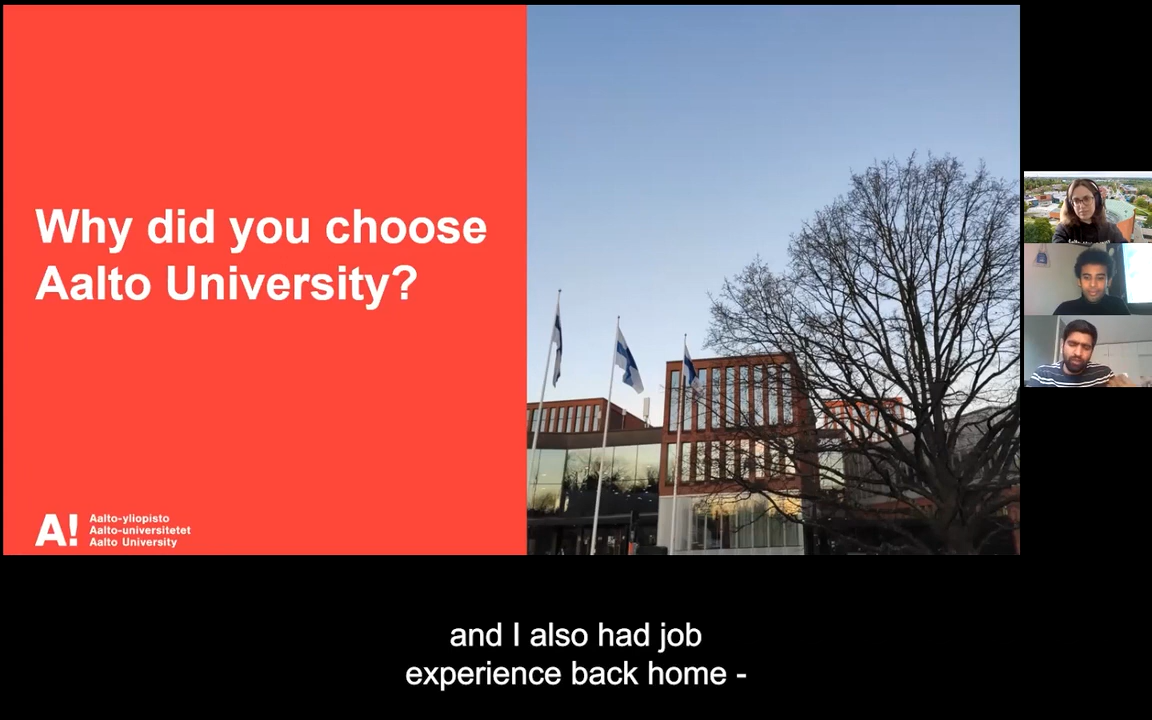 Why did you choose
Aalto University?
A! Aalto-yliopisto
Aalto-universitetet
Aalto University
and I also had job
experience back home -